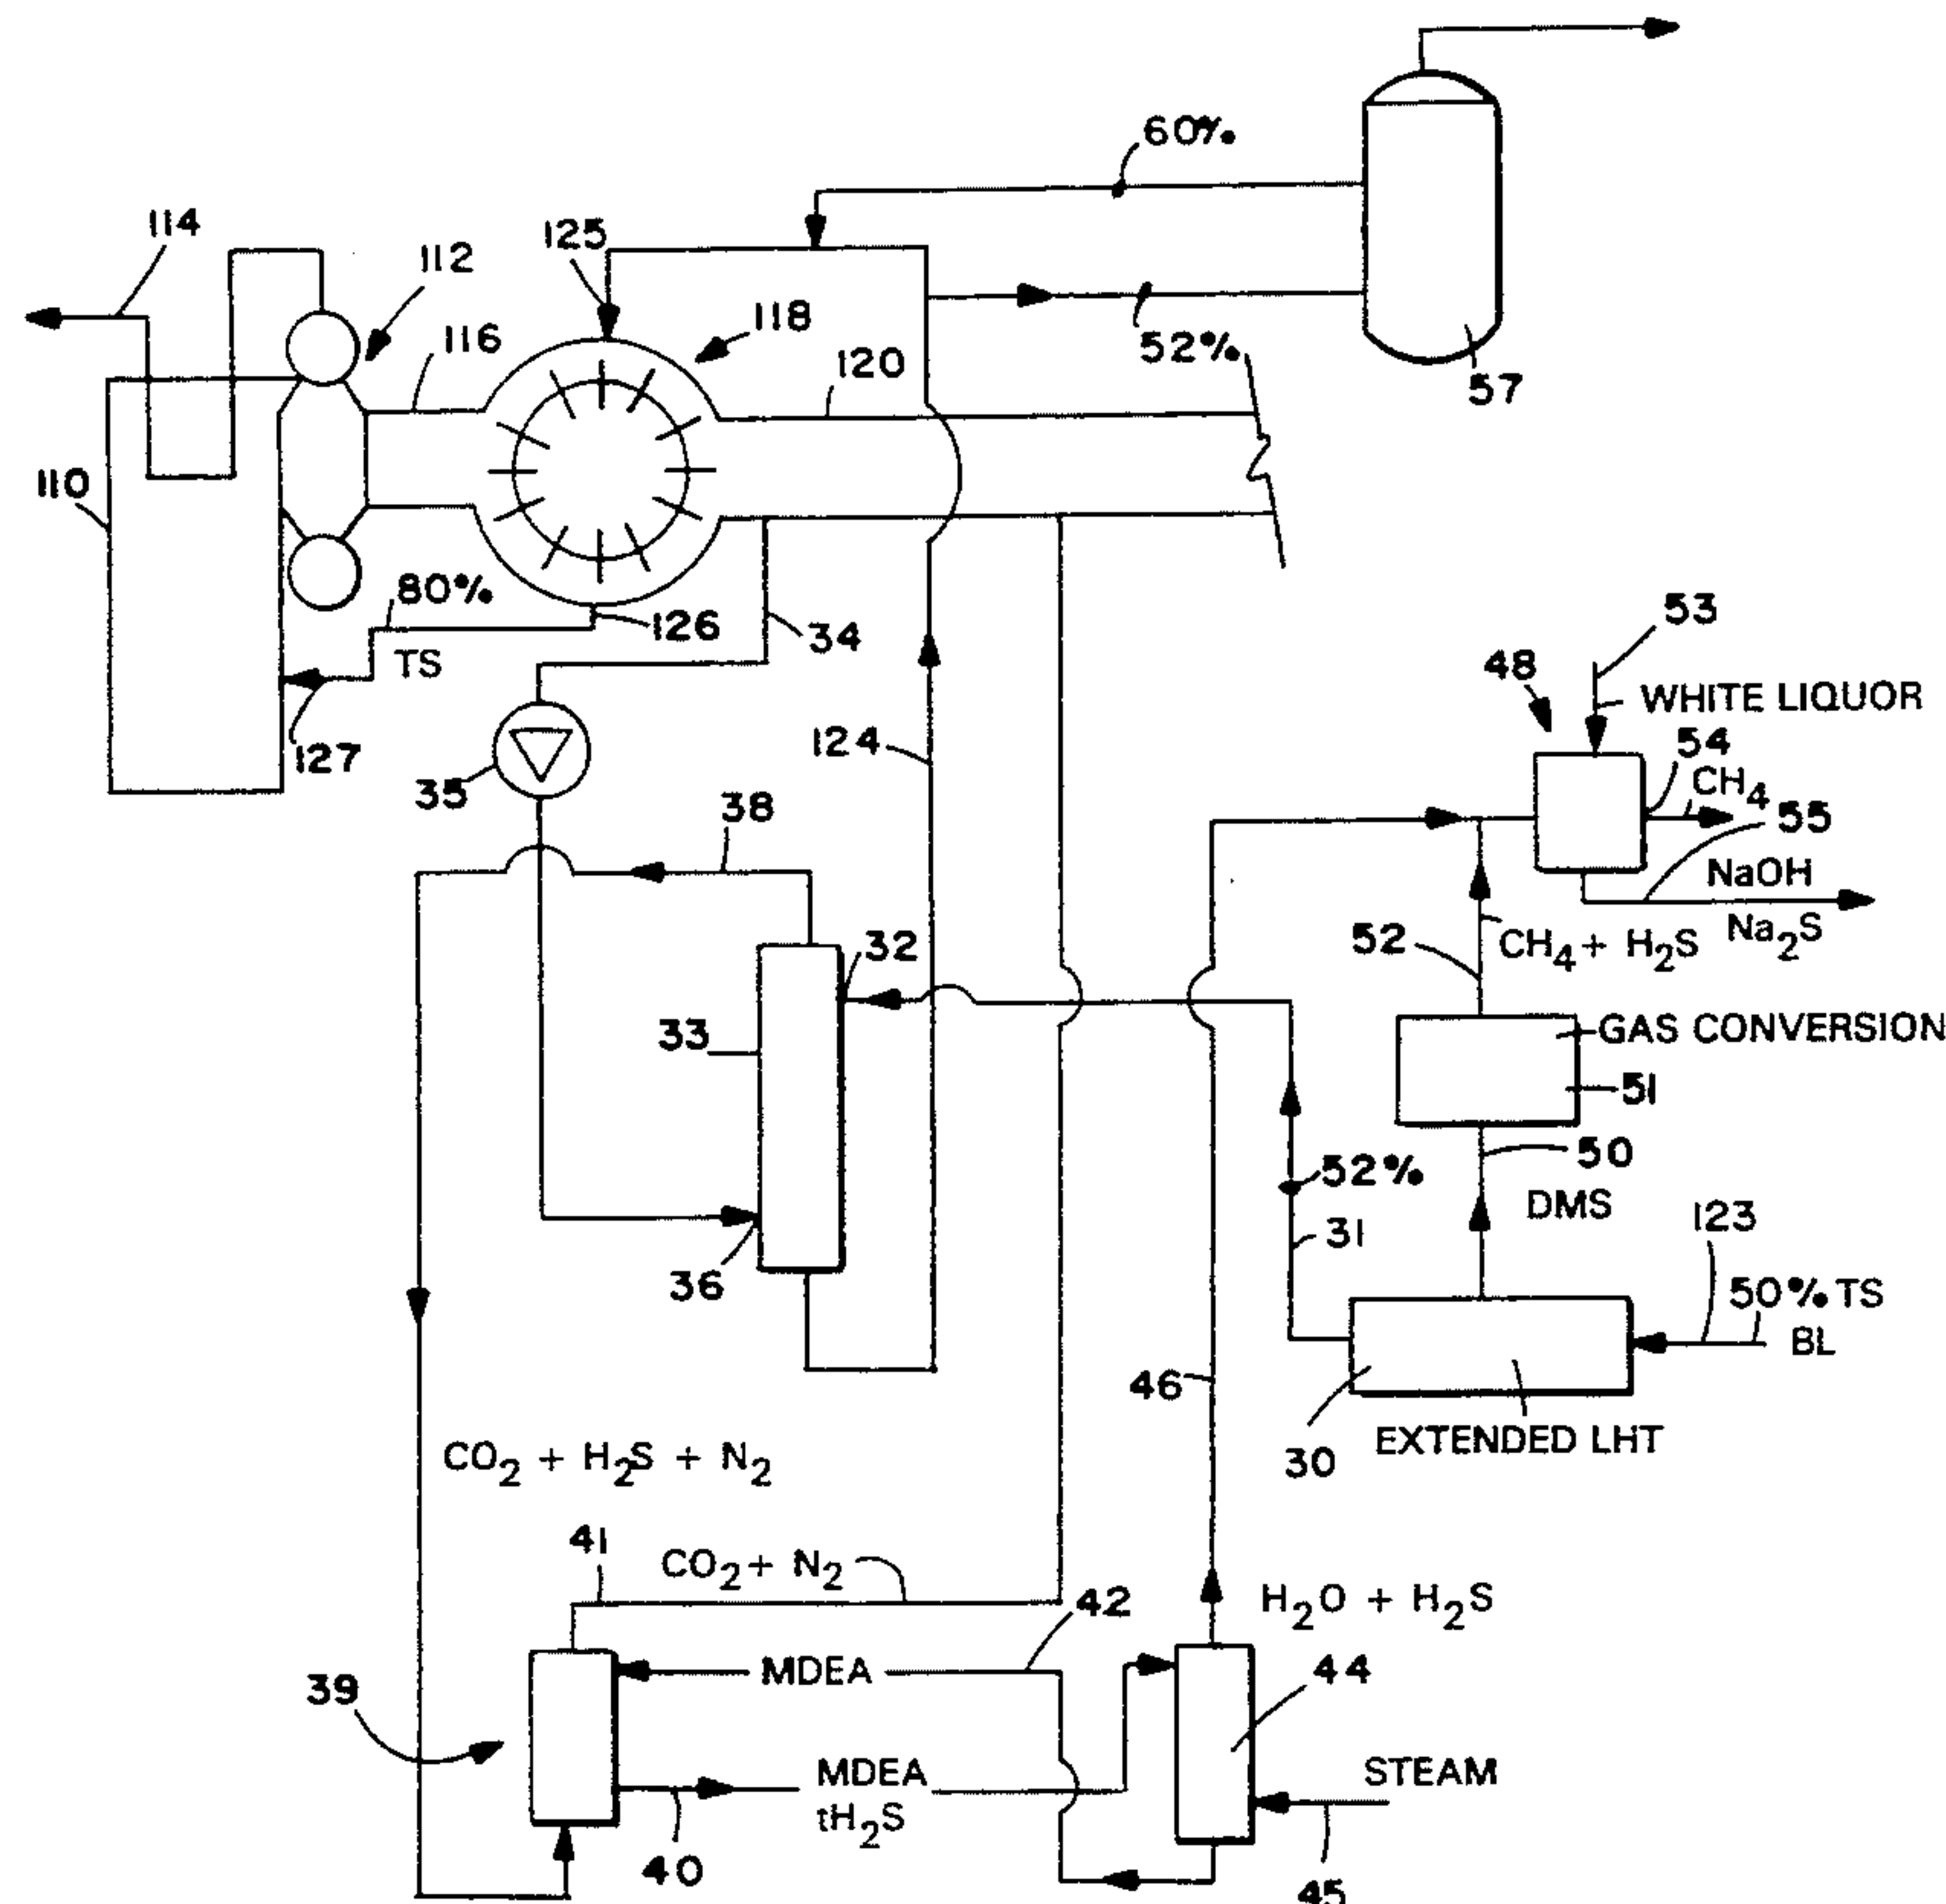 60%
114
125
112
118
116
120
52%
57
110
80%
TS
126
34
53
48
WHITE LIQUOR
127
124
54
CH4
35
38
55
NaOH
Na2S
32
52
CH4 + H2S
33
GAS CONVERSION
51
50
52%
DMS
31
123
36
50% TS
BL
46
30
EXTENDED LHT
CO2 + H2S + N2
41
CO2 + N2
42
H2O + H2S
39
MDEA
44
MDEA
tH2S
STEAM
40
45